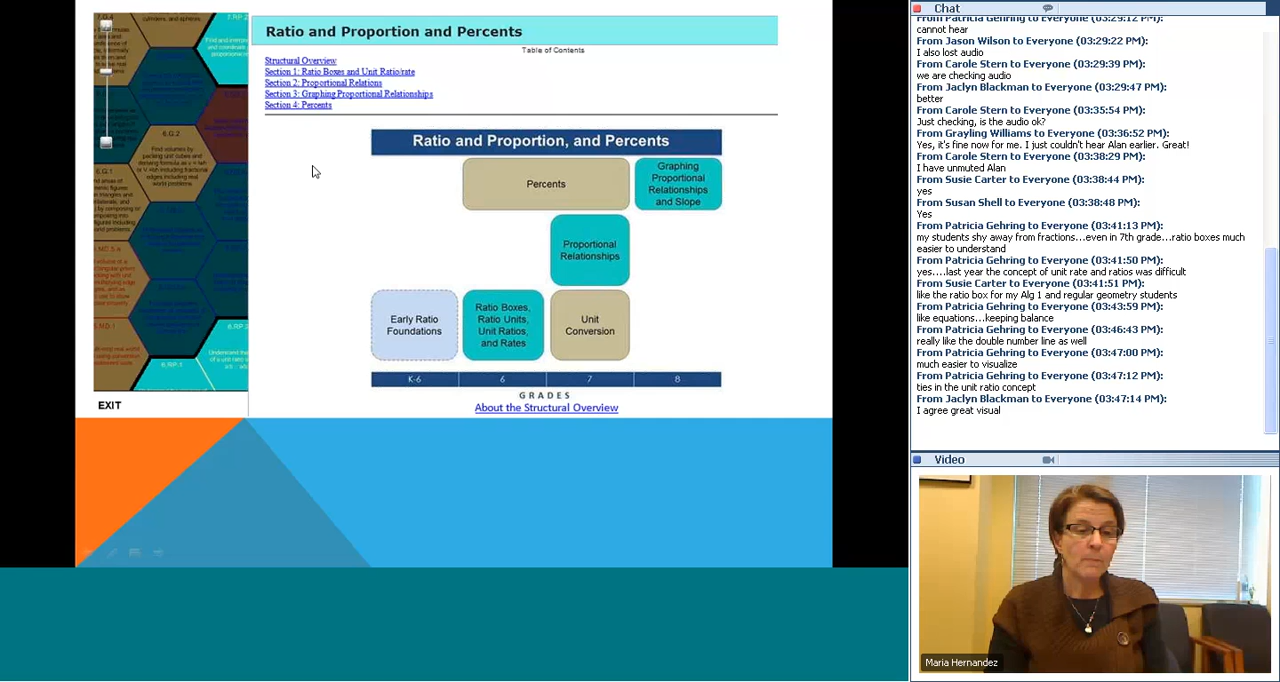 Ratio and Proportion and Percents
Table of Contents
Structural Overview
Section 1: Ratio Boxes and Unit Ratio/rate
Section 2: Proportional Relations
Section 3: Graphing Proportional Relationships
Section 4: Percents
Ratio and Proportion, and Percents
Percents
Graphing
Proportional
Relationships
and Slope
Proportional
Relationships
Early Ratio
Foundations
Ratio Boxes,
Ratio Units,
Unit Ratios,
and Rates
Unit
Conversion
K-6
6
7
8
GRADES
About the Structural Overview
6.G.2
Find volumes by
packing unit cubes and
EXIT
Chat
From Patricia Gehring to Everyone (03:29:12 PM):
cannot hear
From Jason Wilson to Everyone (03:29:22 PM):
I also lost audio
From Carole Stern to Everyone (03:29:39 PM):
we are checking audio
From Jaclyn Blackman to Everyone (03:29:47 PM):
better
From Carole Stern to Everyone (03:35:54 PM):
Just checking, is the audio ok?
From Grayling Williams to Everyone (03:36:52 PM):
Yes, it's fine now for me. I just couldn't hear Alan earlier. Great!
From Carole Stern to Everyone (03:38:29 PM):
I have unmuted Alan
From Susie Carter to Everyone (03:38:44 PM):
yes
From Susan Shell to Everyone (03:38:48 PM):
Yes
From Patricia Gehring to Everyone (03:41:13 PM):
my students shy away from fractions...even in 7th grade...ratio boxes much
easier to understand
From Patricia Gehring to Everyone (03:41:50 PM):
yes....last year the concept of unit rate and ratios was difficult
From Susie Carter to Everyone (03:41:51 PM):
like the ratio box for my Alg 1 and regular geometry students
From Patricia Gehring to Everyone (03:43:59 PM):
like equations...keeping balance
From Patricia Gehring to Everyone (03:46:43 PM):
really like the double number line as well
From Patricia Gehring to Everyone (03:47:00 PM):
much easier to visualize
From Patricia Gehring to Everyone (03:47:12 PM):
ties in the unit ratio concept
From Jaclyn Blackman to Everyone (03:47:14 PM):
I agree great visual
Video
Maria Hernandez